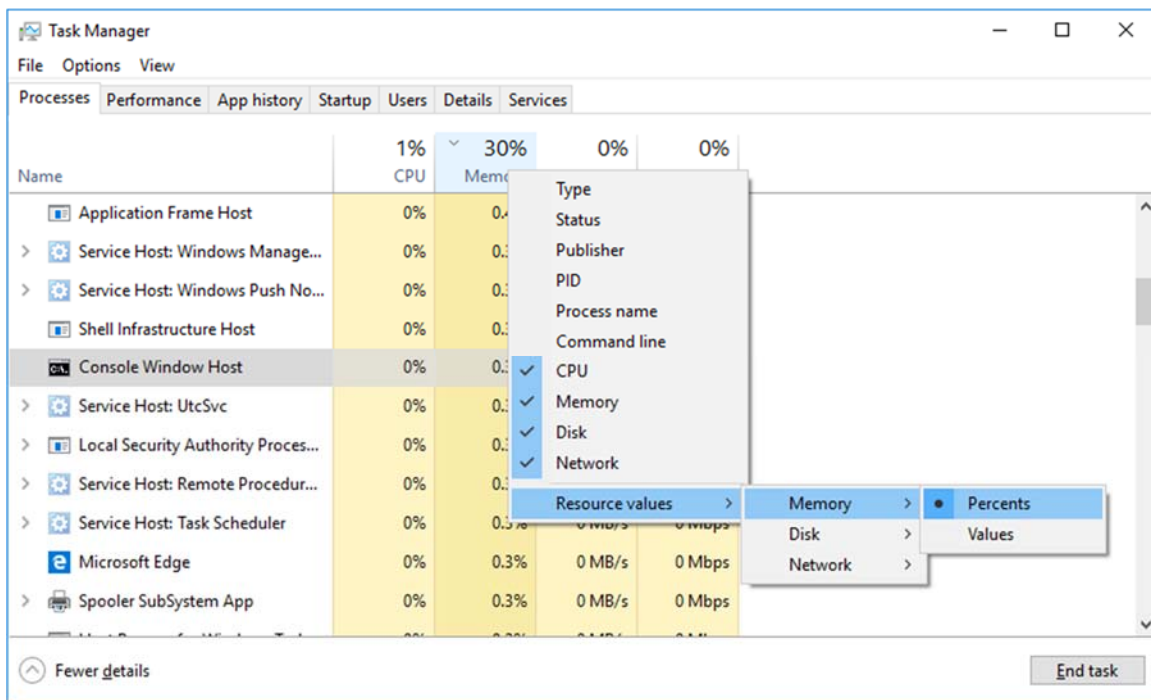 Task Manager
File Options View
Processes Performance App history Startup Users Details Services
1% 30% 0% 0%
Name CPU
Type
Status
Publisher
PID
Process name
Command line
CPU
Memory
Disk
Network
Resource values
Memory
Disk
Network
Percents
Values
Application Frame Host 0%
Service Host: Windows Manage... 0%
Service Host: Windows Push No... 0%
Shell Infrastructure Host 0%
Console Window Host 0%
Service Host: UtcSvc 0%
Local Security Authority Proces... 0%
Service Host: Remote Procedur... 0%
Service Host: Task Scheduler 0%
Microsoft Edge 0% 0.3% 0 MB/s 0 Mbps
Spooler SubSystem App 0% 0.3% 0 MB/s 0 Mbps
Fewer details
End task